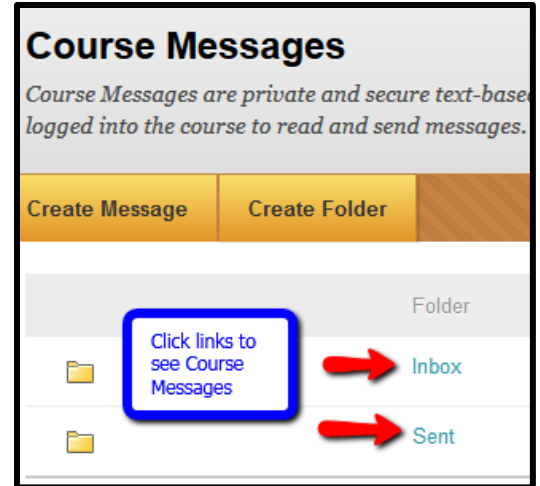 Course Messages
Course Messages are private and secure text-based
logged into the course to read and send messages.
Create Message
Create Folder
Folder
Click links to
see Course
Messages
Inbox
Sent